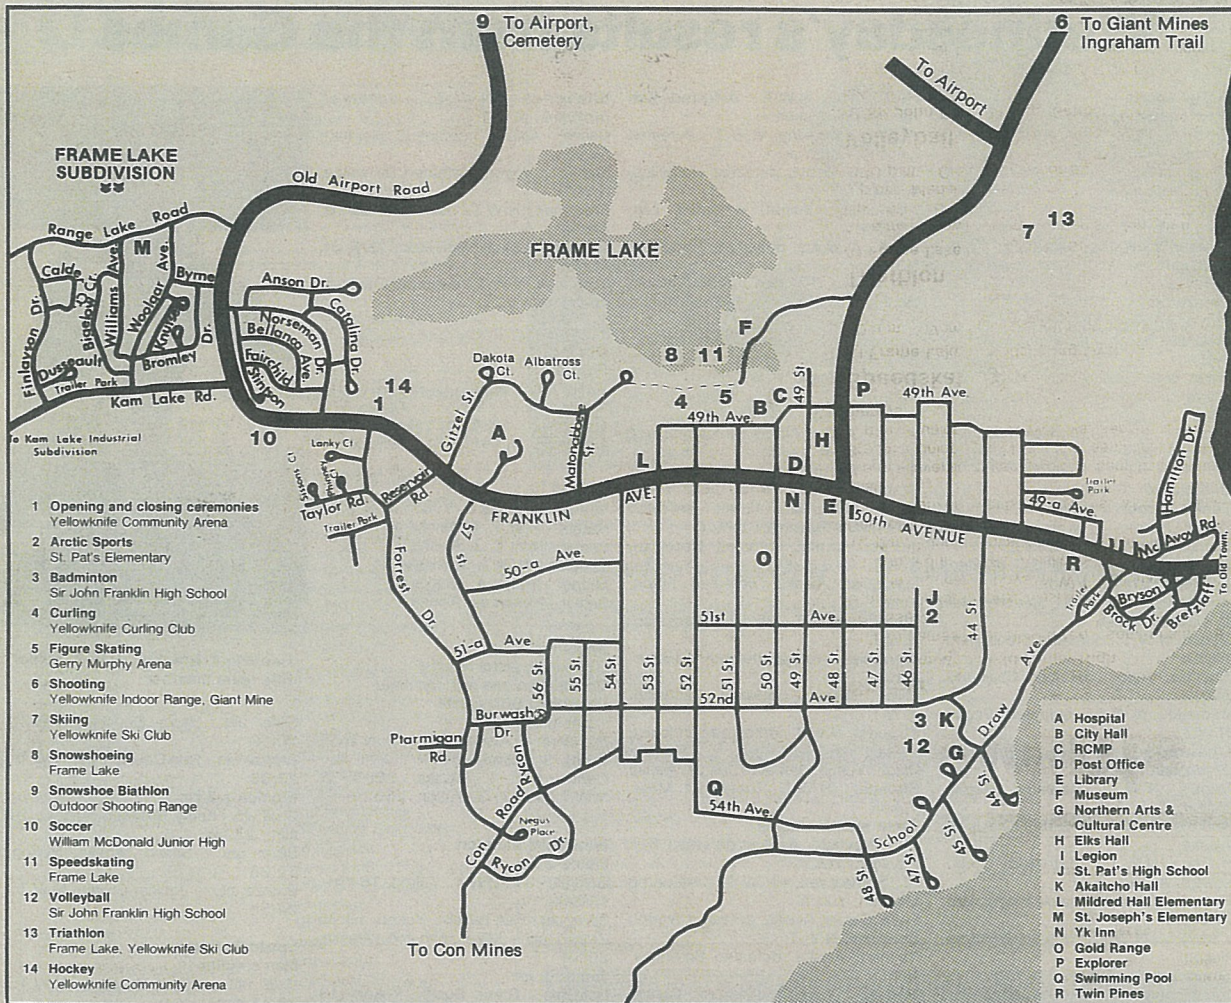 9 To Airport,
Cemetery
6 To Giant Mines
Ingraham Trail
To Airport
FRAME LAKE
SUBDIVISION
Old Airport Road
Range Lake Road
FRAME LAKE
7 13
M
Calder
Bigelow Cr.
Williams Ave.
Woolgar Ave.
Byrne Dr.
Knutsen
Bromley
Finlayson Dr.
Dusseault
Trailer Park
Kam Lake Rd.
To Kam Lake Industrial
Subdivision
Anson Dr.
Catalina Dr.
Norseman Dr.
Bellanca Ave.
Fairchild
Stinson
10
14
1
Dakota
Ct.
Albatross
Ct.
Gitzel St.
A
Matonabbee St.
8 11
F
4
5
B
C
49 St
P
49th Ave.
49th Ave.
H
L
D
N
E
I
AVE.
FRANKLIN
50th AVENUE
Lanky Ct
Sissons Ct
Taylor Rd.
Reservoir
Rd.
Trailer Park
Forrest Dr.
57 St
50-a Ave.
51-a Ave.
O
J
2
44 St.
51st Ave.
52nd Ave.
56 St.
55 St.
54 St.
53 St.
52 St.
51 St.
50 St.
49 St.
48 St.
47 St.
46 St.
Trailer
Park
49-a Ave.
Hamilton Dr.
Mc Avoy Rd
R
To Old Town.
Trailer
Park
Bryson Dr.
Brock Dr.
Bretzlaff
Burwash
Dr.
Ptarmigan
Rd.
Rycon
Con Road
Negus
Place
Rycon Dr.
To Con Mines
Q
54th Ave.
3 K
12 G
School Draw Ave.
44 St.
45 St.
47 St.
48 St.
1 Opening and closing ceremonies
Yellowknife Community Arena
2 Arctic Sports
St. Pat's Elementary
3 Badminton
Sir John Franklin High School
4 Curling
Yellowknife Curling Club
5 Figure Skating
Gerry Murphy Arena
6 Shooting
Yellowknife Indoor Range, Giant Mine
7 Skiing
Yellowknife Ski Club
8 Snowshoeing
Frame Lake
9 Snowshoe Biathlon
Outdoor Shooting Range
10 Soccer
William McDonald Junior High
11 Speedskating
Frame Lake
12 Volleyball
Sir John Franklin High School
13 Triathlon
Frame Lake, Yellowknife Ski Club
14 Hockey
Yellowknife Community Arena
A Hospital
B City Hall
C RCMP
D Post Office
E Library
F Museum
G Northern Arts &
Cultural Centre
H Elks Hall
I Legion
J St. Pat's High School
K Akaitcho Hall
L Mildred Hall Elementary
M St. Joseph's Elementary
N Yk Inn
O Gold Range
P Explorer
Q Swimming Pool
R Twin Pines